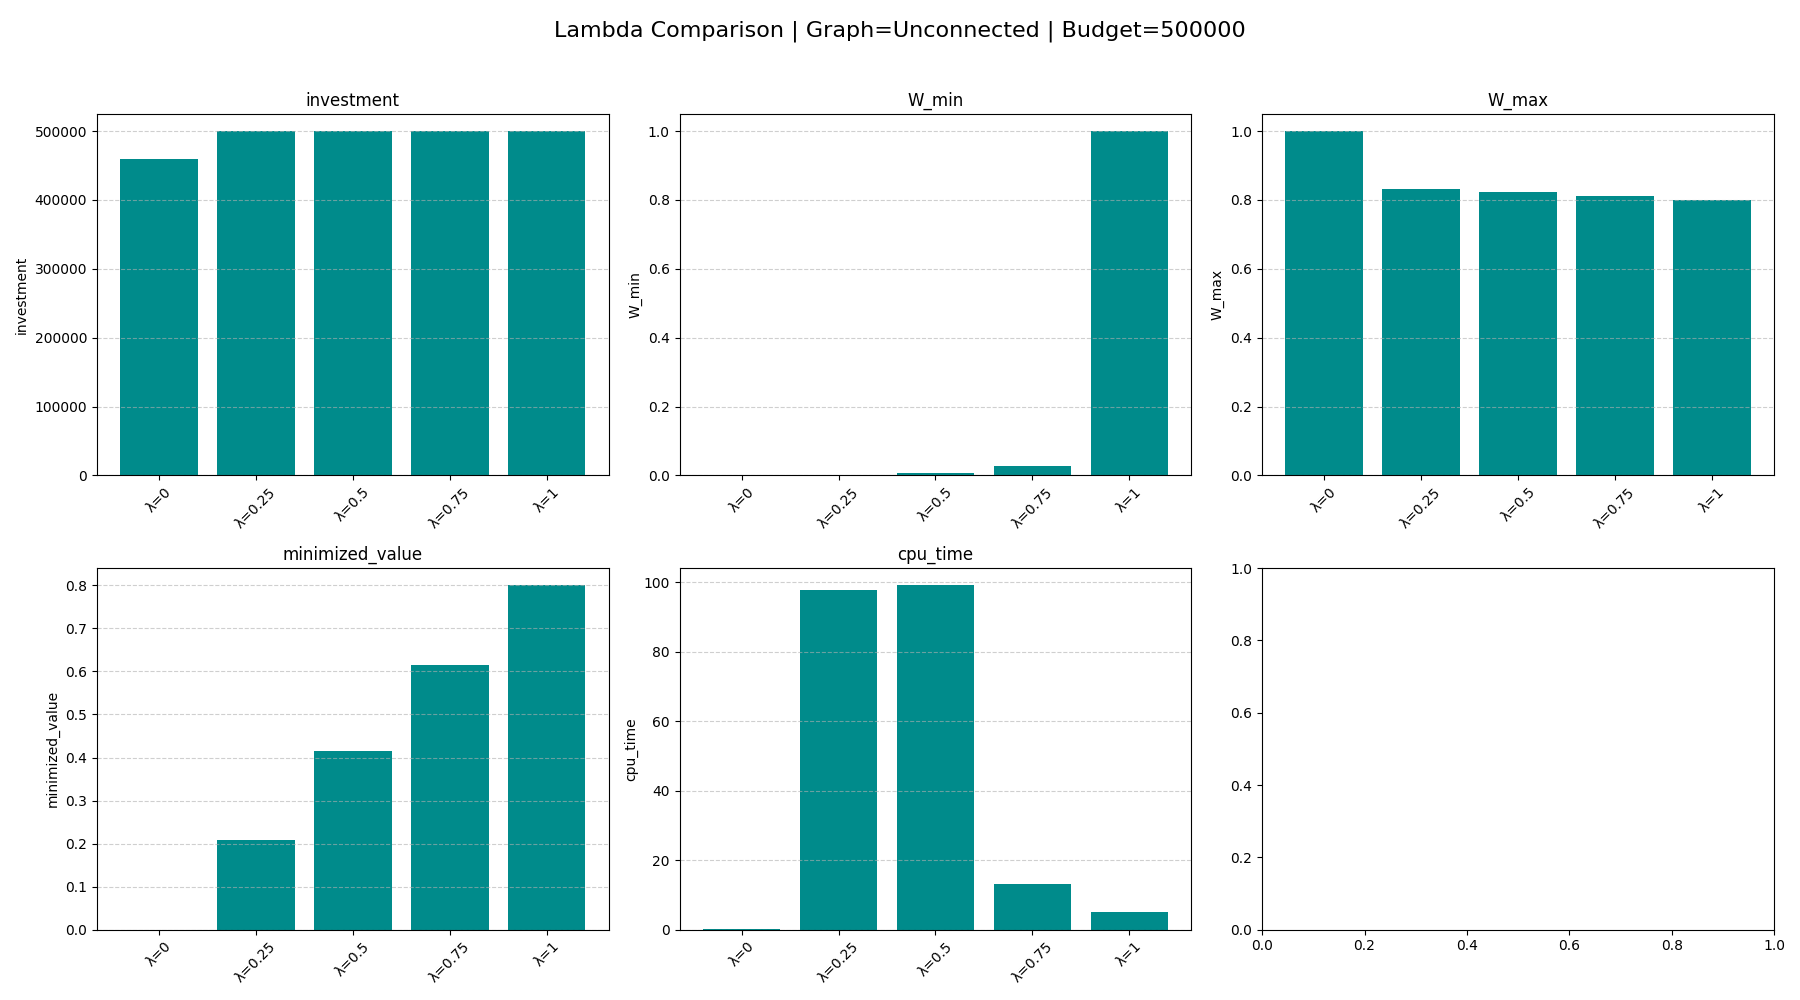 Lambda Comparison | Graph=Unconnected | Budget=500000
investment
500000
400000
300000
200000
100000
0
investment
λ=0
λ=0.25
λ=0.5
λ=0.75
λ=1
W_min
1.0
0.8
0.6
0.4
0.2
0.0
W_min
λ=0
λ=0.25
λ=0.5
λ=0.75
λ=1
W_max
1.0
0.8
0.6
0.4
0.2
0.0
W_max
λ=0
λ=0.25
λ=0.5
λ=0.75
λ=1
minimized_value
0.8
0.7
0.6
0.5
0.4
0.3
0.2
0.1
0.0
minimized_value
λ=0
λ=0.25
λ=0.5
λ=0.75
λ=1
cpu_time
100
80
60
40
20
0
cpu_time
λ=0
λ=0.25
λ=0.5
λ=0.75
λ=1
1.0
0.8
0.6
0.4
0.2
0.0
0.0 0.2 0.4 0.6 0.8 1.0